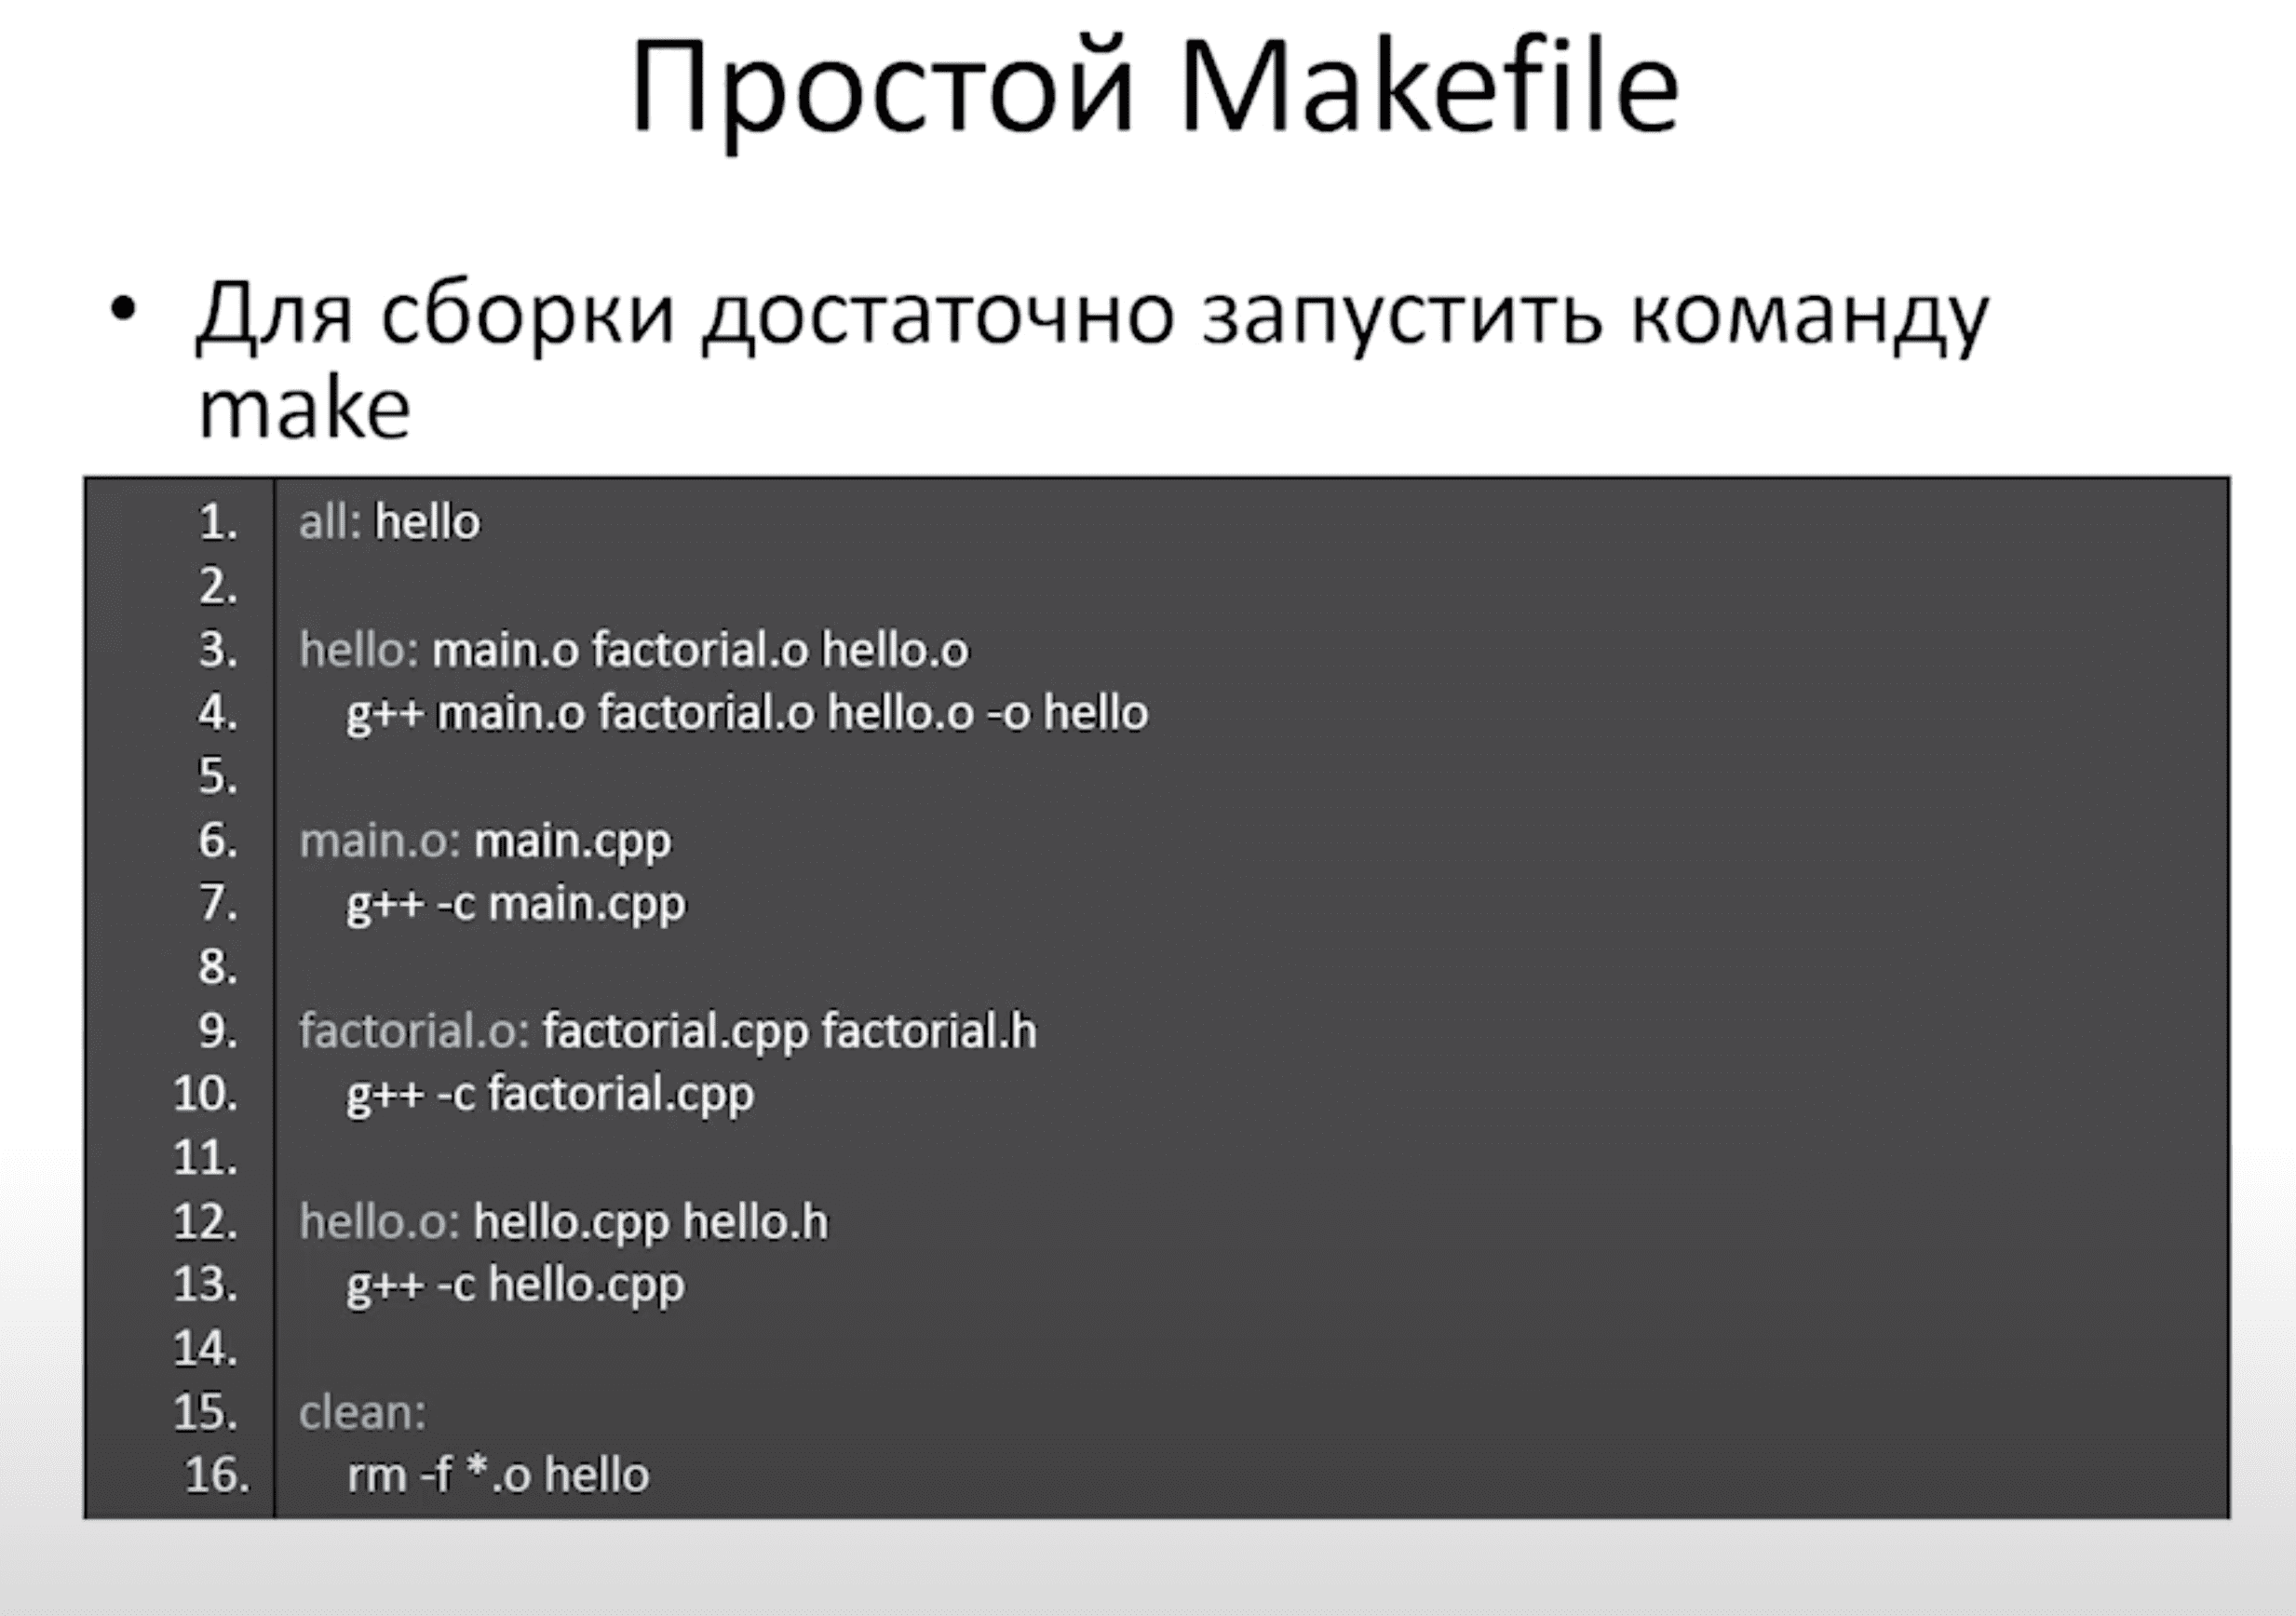 Простой Makefile
• Для сборки достаточно запустить команду
make
1. all: hello
2.
3. hello: main.o factorial.o hello.o
4. g++ main.o factorial.o hello.o -o hello
5.
6. main.o: main.cpp
7. g++ -c main.cpp
8.
9. factorial.o: factorial.cpp factorial.h
10. g++ -c factorial.cpp
11.
12. hello.o: hello.cpp hello.h
13. g++ -c hello.cpp
14.
15. clean:
16. rm -f *.o hello